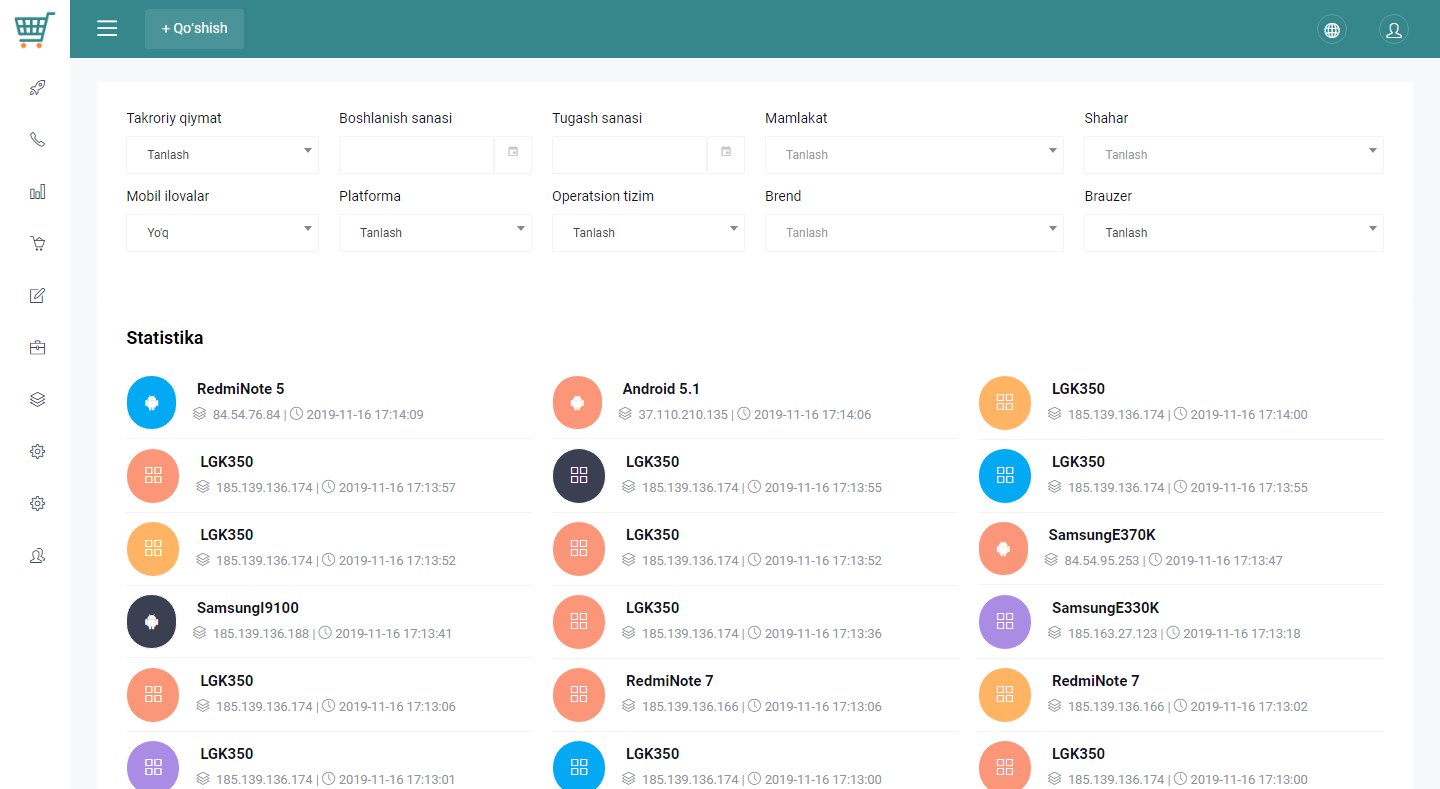 + Qo'shish
Takroriy qiymat Boshlanish sanasi Tugash sanasi Mamlakat Shahar
Tanlash Tanlash Tanlash
Mobil ilovalar Platforma Operatsion tizim Brend Brauzer
Yo'q Tanlash Tanlash Tanlash Tanlash
Statistika
RedmiNote 5 Android 5.1 LGK350
84.54.76.84 | 2019-11-16 17:14:09 37.110.210.135 | 2019-11-16 17:14:06 185.139.136.174 | 2019-11-16 17:14:00
LGK350 LGK350 LGK350
185.139.136.174 | 2019-11-16 17:13:57 185.139.136.174 | 2019-11-16 17:13:55 185.139.136.174 | 2019-11-16 17:13:55
LGK350 LGK350 SamsungE370K
185.139.136.174 | 2019-11-16 17:13:52 185.139.136.174 | 2019-11-16 17:13:52 84.54.95.253 | 2019-11-16 17:13:47
SamsungI9100 LGK350 SamsungE330K
185.139.136.188 | 2019-11-16 17:13:41 185.139.136.174 | 2019-11-16 17:13:36 185.163.27.123 | 2019-11-16 17:13:18
LGK350 RedmiNote 7 RedmiNote 7
185.139.136.174 | 2019-11-16 17:13:06 185.139.136.166 | 2019-11-16 17:13:06 185.139.136.166 | 2019-11-16 17:13:02
LGK350 LGK350 LGK350
185.139.136.174 | 2019-11-16 17:13:01 185.139.136.174 | 2019-11-16 17:13:00 185.139.136.174 | 2019-11-16 17:13:00